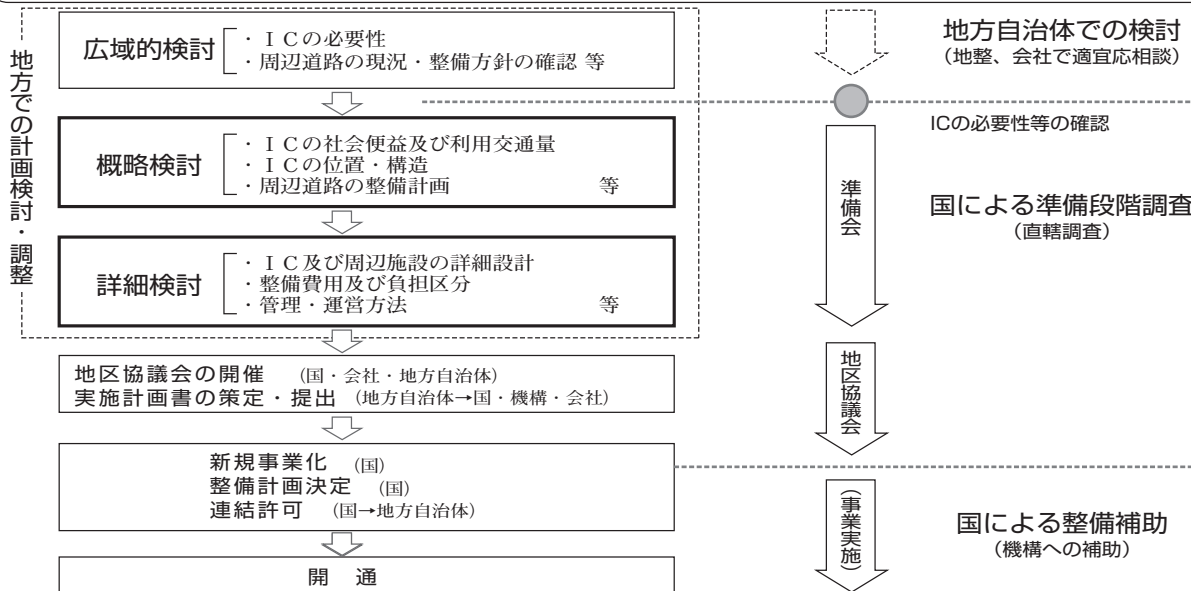 地方での計画検討・調整
広域的検討
・ＩＣの必要性
・周辺道路の現況・整備方針の確認 等
概略検討
・ＩＣの社会便益及び利用交通量
・ＩＣの位置・構造
・周辺道路の整備計画 等
詳細検討
・ＩＣ及び周辺施設の詳細設計
・整備費用及び負担区分
・管理・運営方法 等
地区協議会の開催 (国・会社・地方自治体)
実施計画書の策定・提出 (地方自治体→国・機構・会社)
新規事業化 (国)
整備計画決定 (国)
連結許可 (国→地方自治体)
開 通
準備会
地区協議会
(事業実施)
地方自治体での検討
(地整、会社で適宜応相談)
ICの必要性等の確認
国による準備段階調査
(直轄調査)
国による整備補助
(機構への補助)